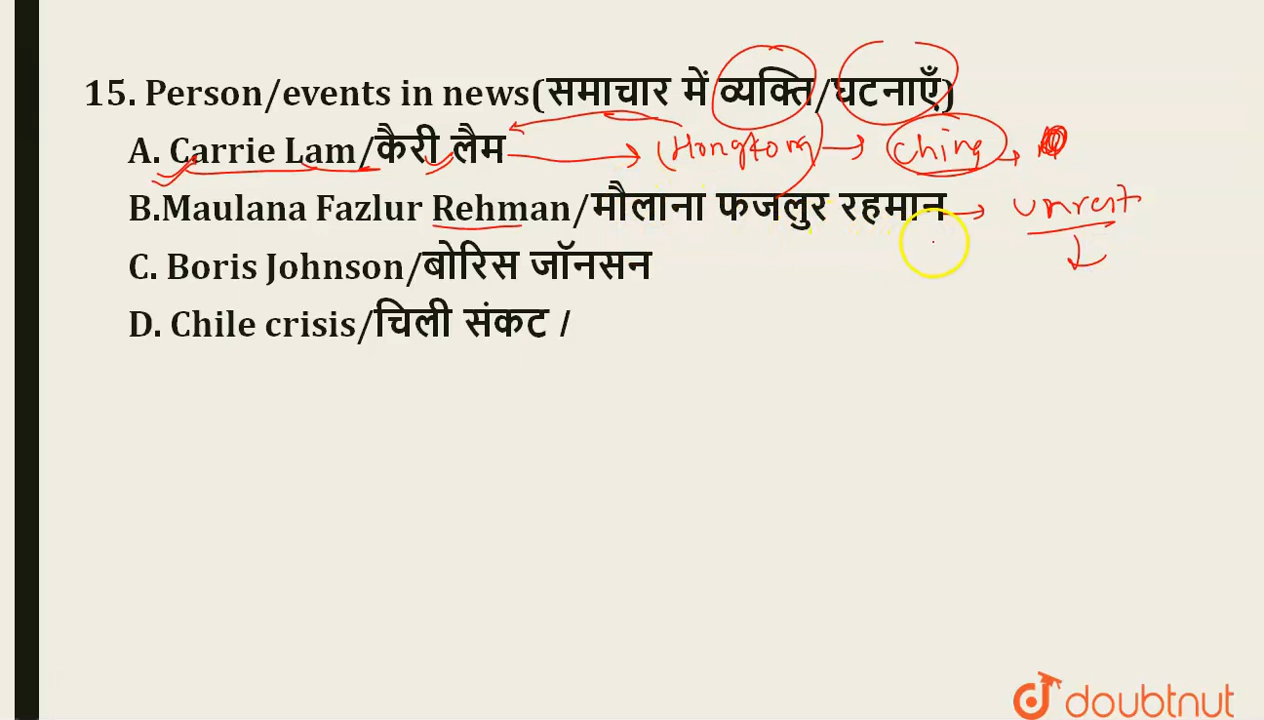 15. Person/events in news(समाचार में व्यक्ति/घटनाएँ)
A. Carrie Lam/कैरी लैम (Hongkong China
B.Maulana Fazlur Rehman/मौलाना फजलुर रहमान unrest
C. Boris Johnson/बोरिस जॉनसन
D. Chile crisis/चिली संकट /
doubtnut